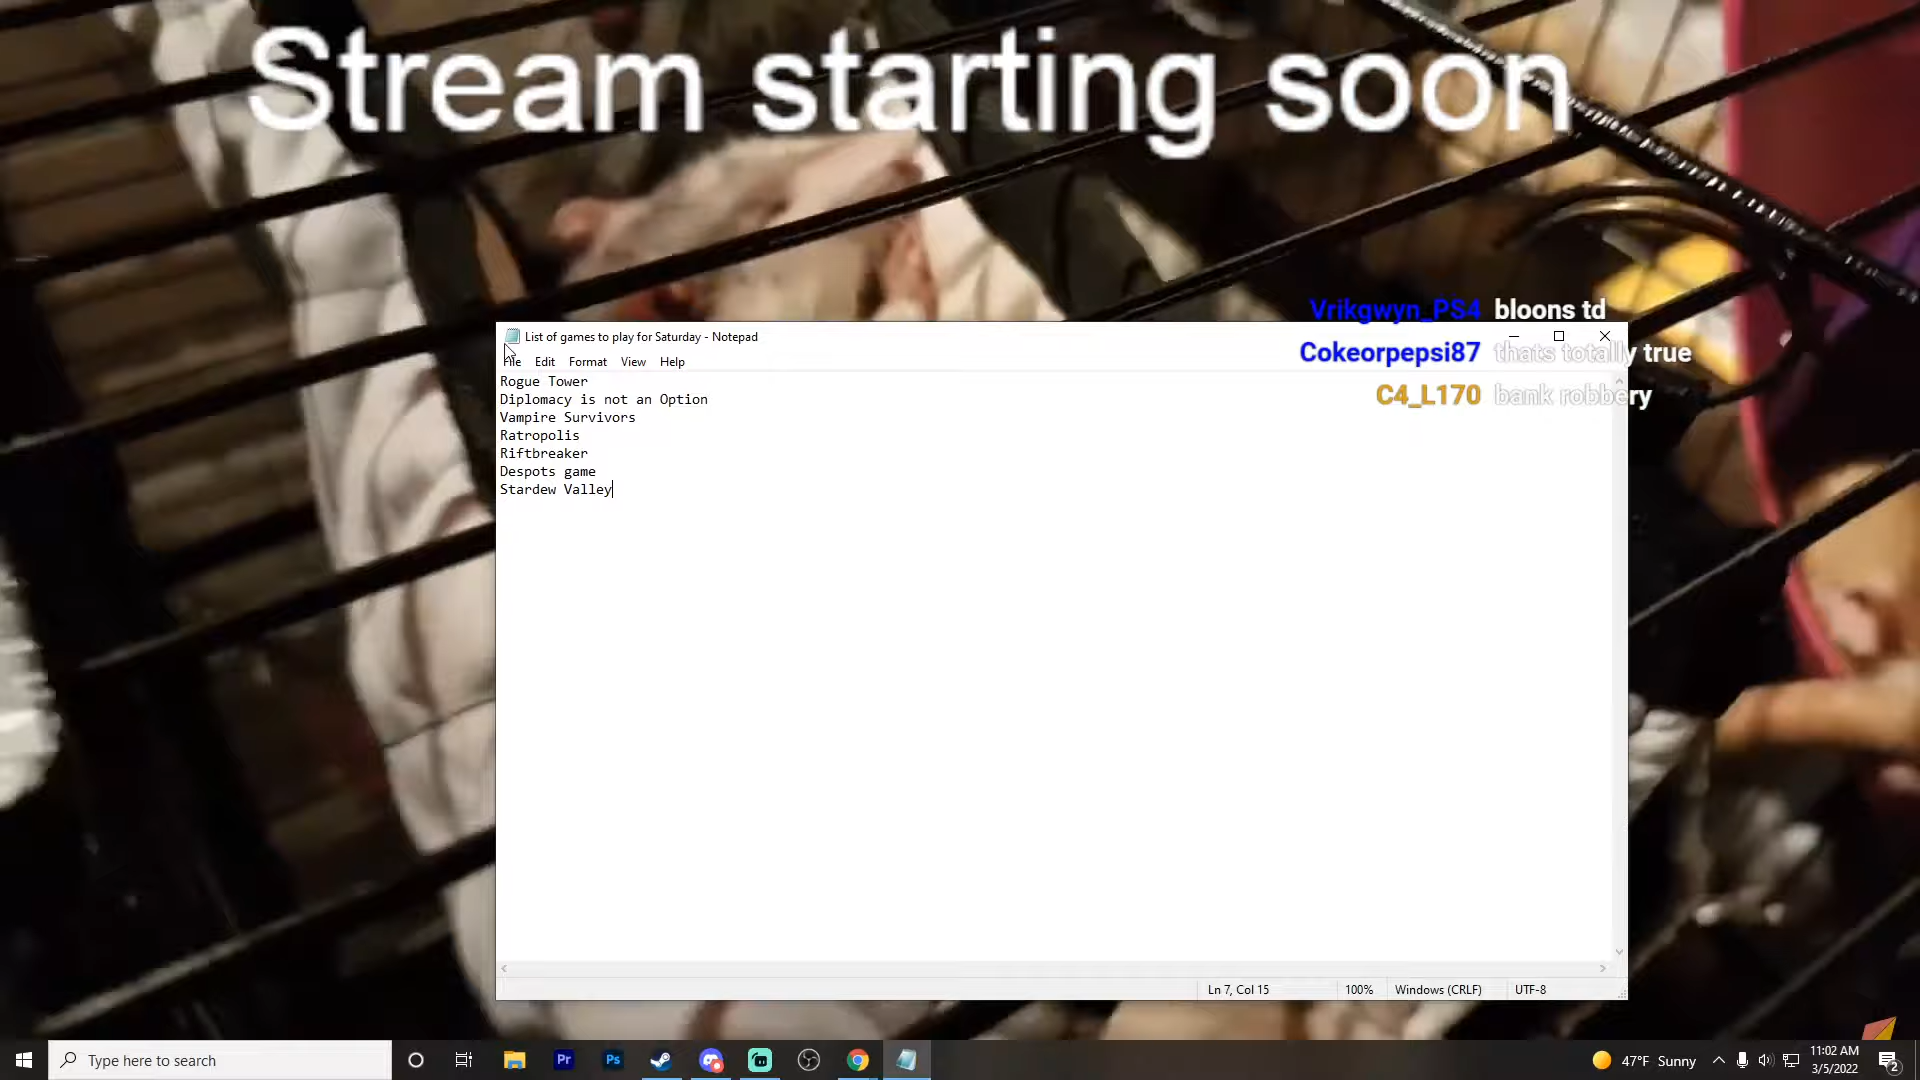 Stream starting soon
Vrikgwyn_PS4 bloons td
List of games to play for Saturday - Notepad
Cokeorpepsi87 thats totally true
File Edit Format View Help
C4_L170 bank robbery
Rogue Tower
Diplomacy is not an Option
Vampire Survivors
Ratropolis
Riftbreaker
Despots game
Stardew Valley
Ln 7, Col 15 100% Windows (CRLF) UTF-8
Type here to search
Pr
Ps
47°F Sunny
11:02 AM
3/5/2022
2